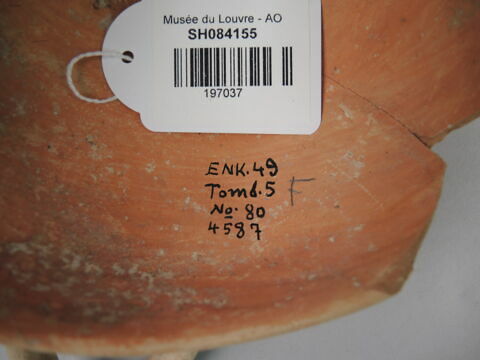 Musée du Louvre - AO
SH084155
197037
ENK.49
Tomb.5 F
No. 80
4587